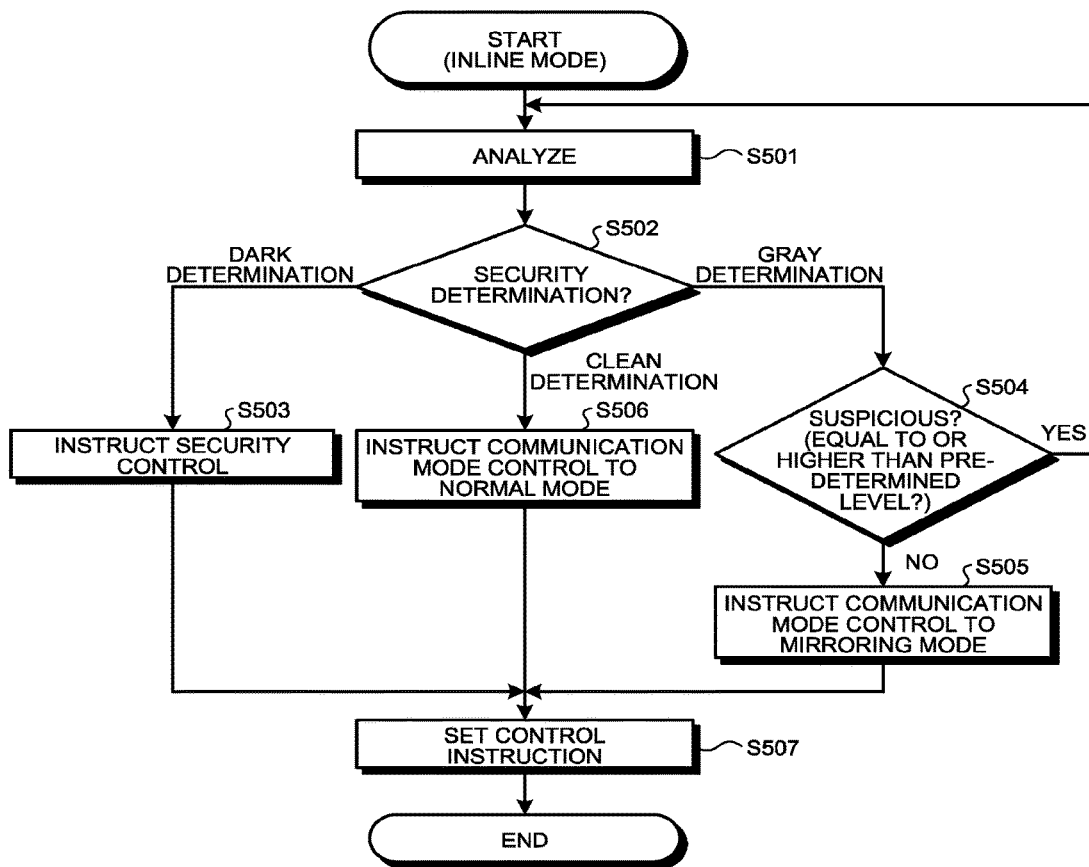 START
(INLINE MODE)
ANALYZE
S501
S502
DARK
DETERMINATION
SECURITY
DETERMINATION?
GRAY
DETERMINATION
CLEAN
DETERMINATION
S503
INSTRUCT SECURITY
CONTROL
S506
INSTRUCT COMMUNICATION
MODE CONTROL TO
NORMAL MODE
S504
SUSPICIOUS?
(EQUAL TO OR
HIGHER THAN PRE-
DETERMINED
LEVEL?)
YES
NO
S505
INSTRUCT COMMUNICATION
MODE CONTROL TO
MIRRORING MODE
SET CONTROL
INSTRUCTION
S507
END